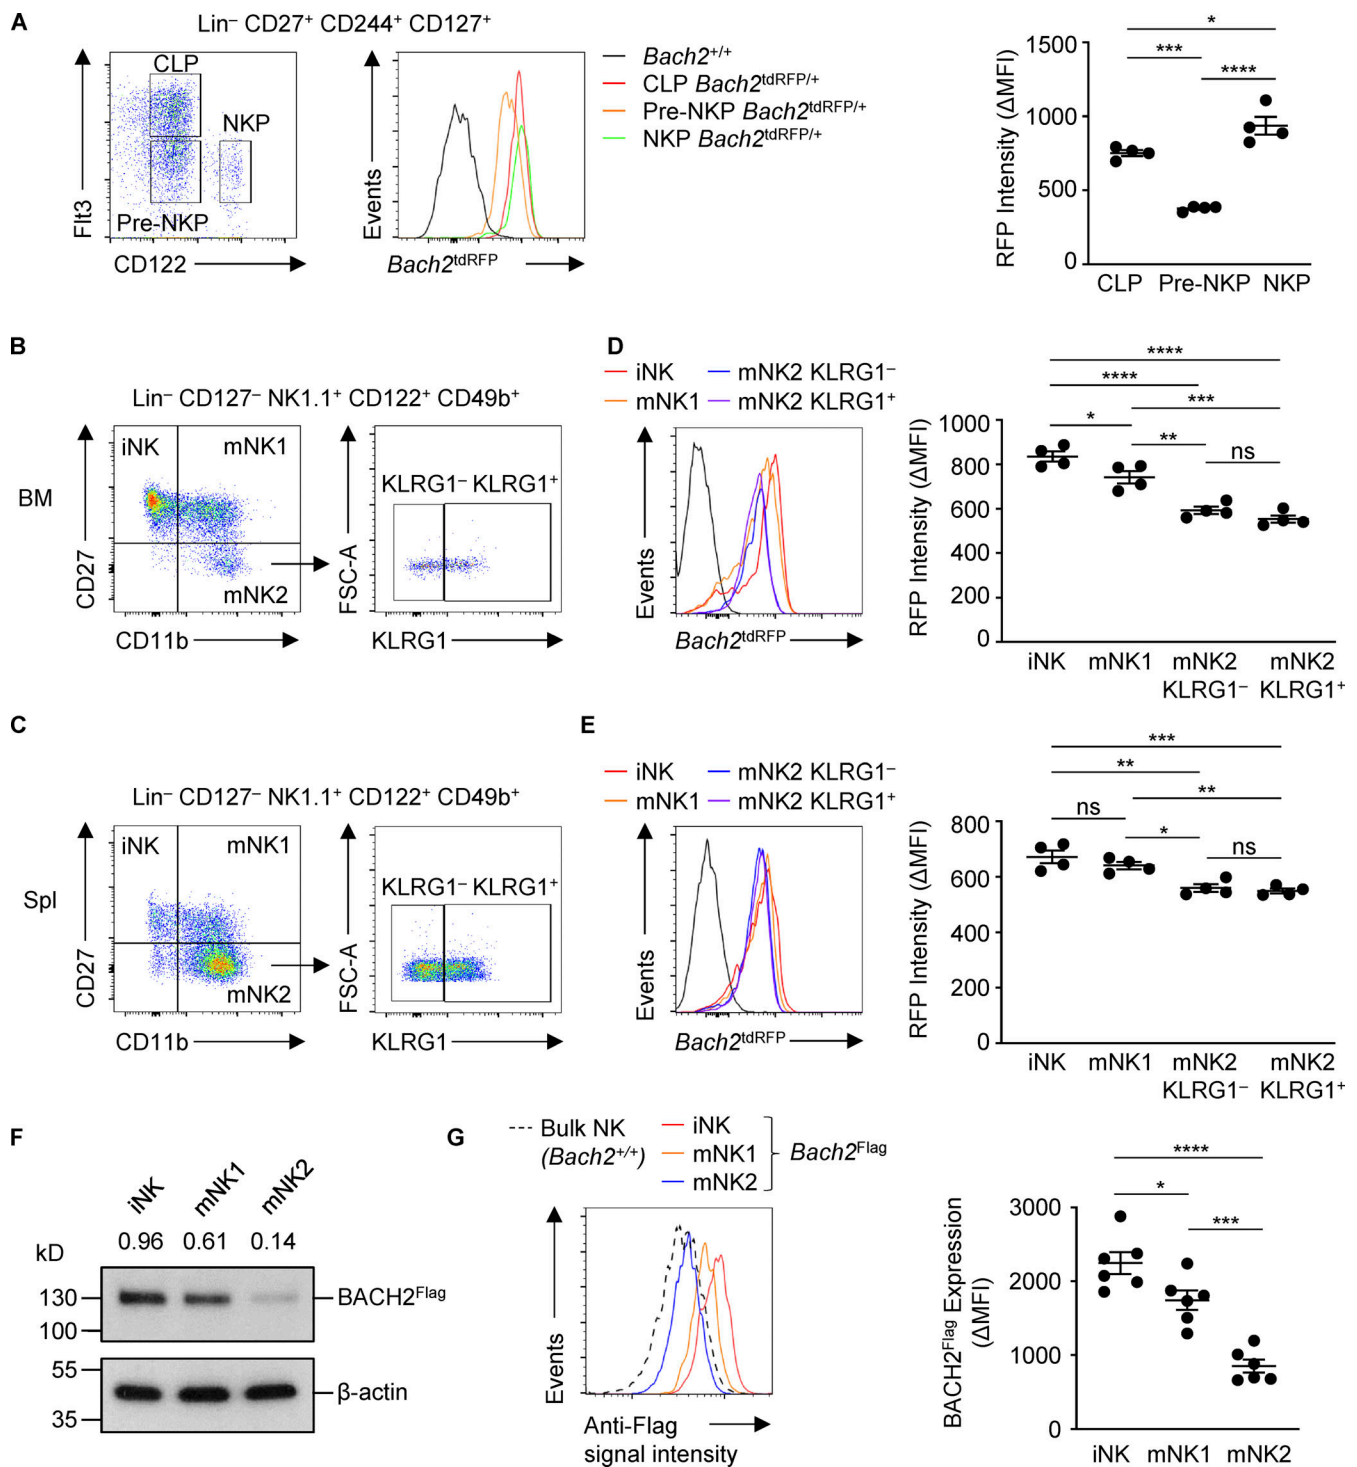 A
Lin– CD27+ CD244+ CD127+
CLP
NKP
Pre-NKP
Flt3
CD122
Events
Bach2tdRFP
Bach2+/+
CLP Bach2tdRFP/+
Pre-NKP Bach2tdRFP/+
NKP Bach2tdRFP/+
RFP Intensity (ΔMFI)
1500
1000
500
0
*
***
****
CLP Pre-NKP NKP
B
Lin– CD127– NK1.1+ CD122+ CD49b+
BM
iNK
mNK1
mNK2
CD27
CD11b
KLRG1– KLRG1+
FSC-A
KLRG1
D
iNK
mNK1
mNK2 KLRG1–
mNK2 KLRG1+
Events
Bach2tdRFP
RFP Intensity (ΔMFI)
1000
800
600
400
200
0
****
****
***
*
**
ns
iNK mNK1 mNK2 mNK2
KLRG1– KLRG1+
C
Lin– CD127– NK1.1+ CD122+ CD49b+
Spl
iNK
mNK1
mNK2
CD27
CD11b
KLRG1– KLRG1+
FSC-A
KLRG1
E
iNK
mNK1
mNK2 KLRG1–
mNK2 KLRG1+
Events
Bach2tdRFP
RFP Intensity (ΔMFI)
800
600
400
200
0
***
**
**
ns
*
ns
iNK mNK1 mNK2 mNK2
KLRG1– KLRG1+
F
iNK mNK1 mNK2
0.96 0.61 0.14
kD
130
100
55
35
BACH2Flag
β-actin
G
Bulk NK
(Bach2+/+)
iNK
mNK1
mNK2
Bach2Flag
Events
Anti-Flag
signal intensity
BACH2Flag Expression
(ΔMFI)
3000
2000
1000
0
****
*
***
iNK mNK1 mNK2